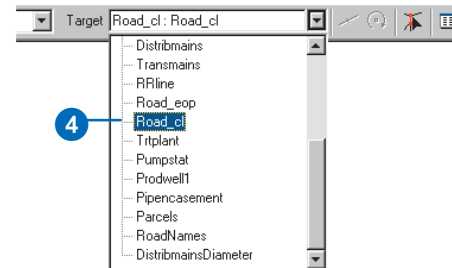 Target Road_cl : Road_cl
Distribmains
Transmains
RRline
Road_eop
4 Road_cl
Trtplant
Pumpstat
Prodwell1
Pipencasement
Parcels
RoadNames
DistribmainsDiameter